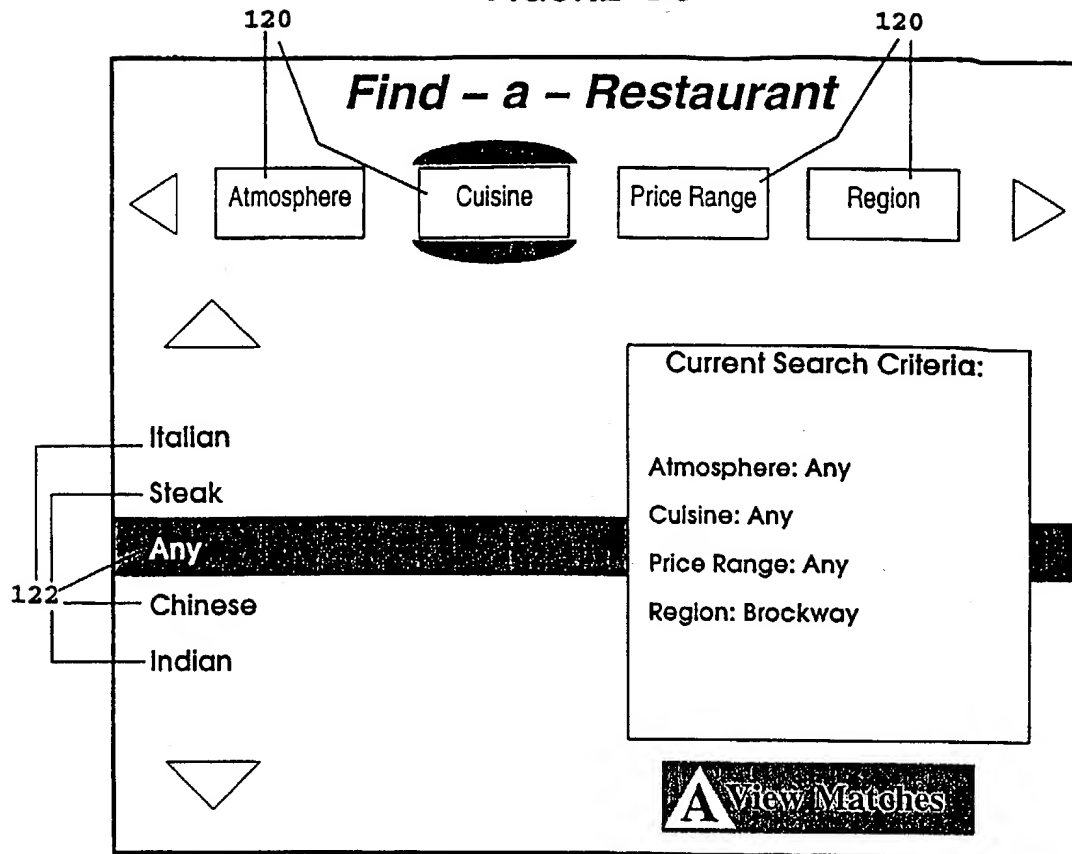 120
120
Find – a – Restaurant
Atmosphere
Cuisine
Price Range
Region
Current Search Criteria:
Italian
Atmosphere: Any
Steak
Cuisine: Any
Any
Price Range: Any
122
Chinese
Region: Brockway
Indian
A View Matches